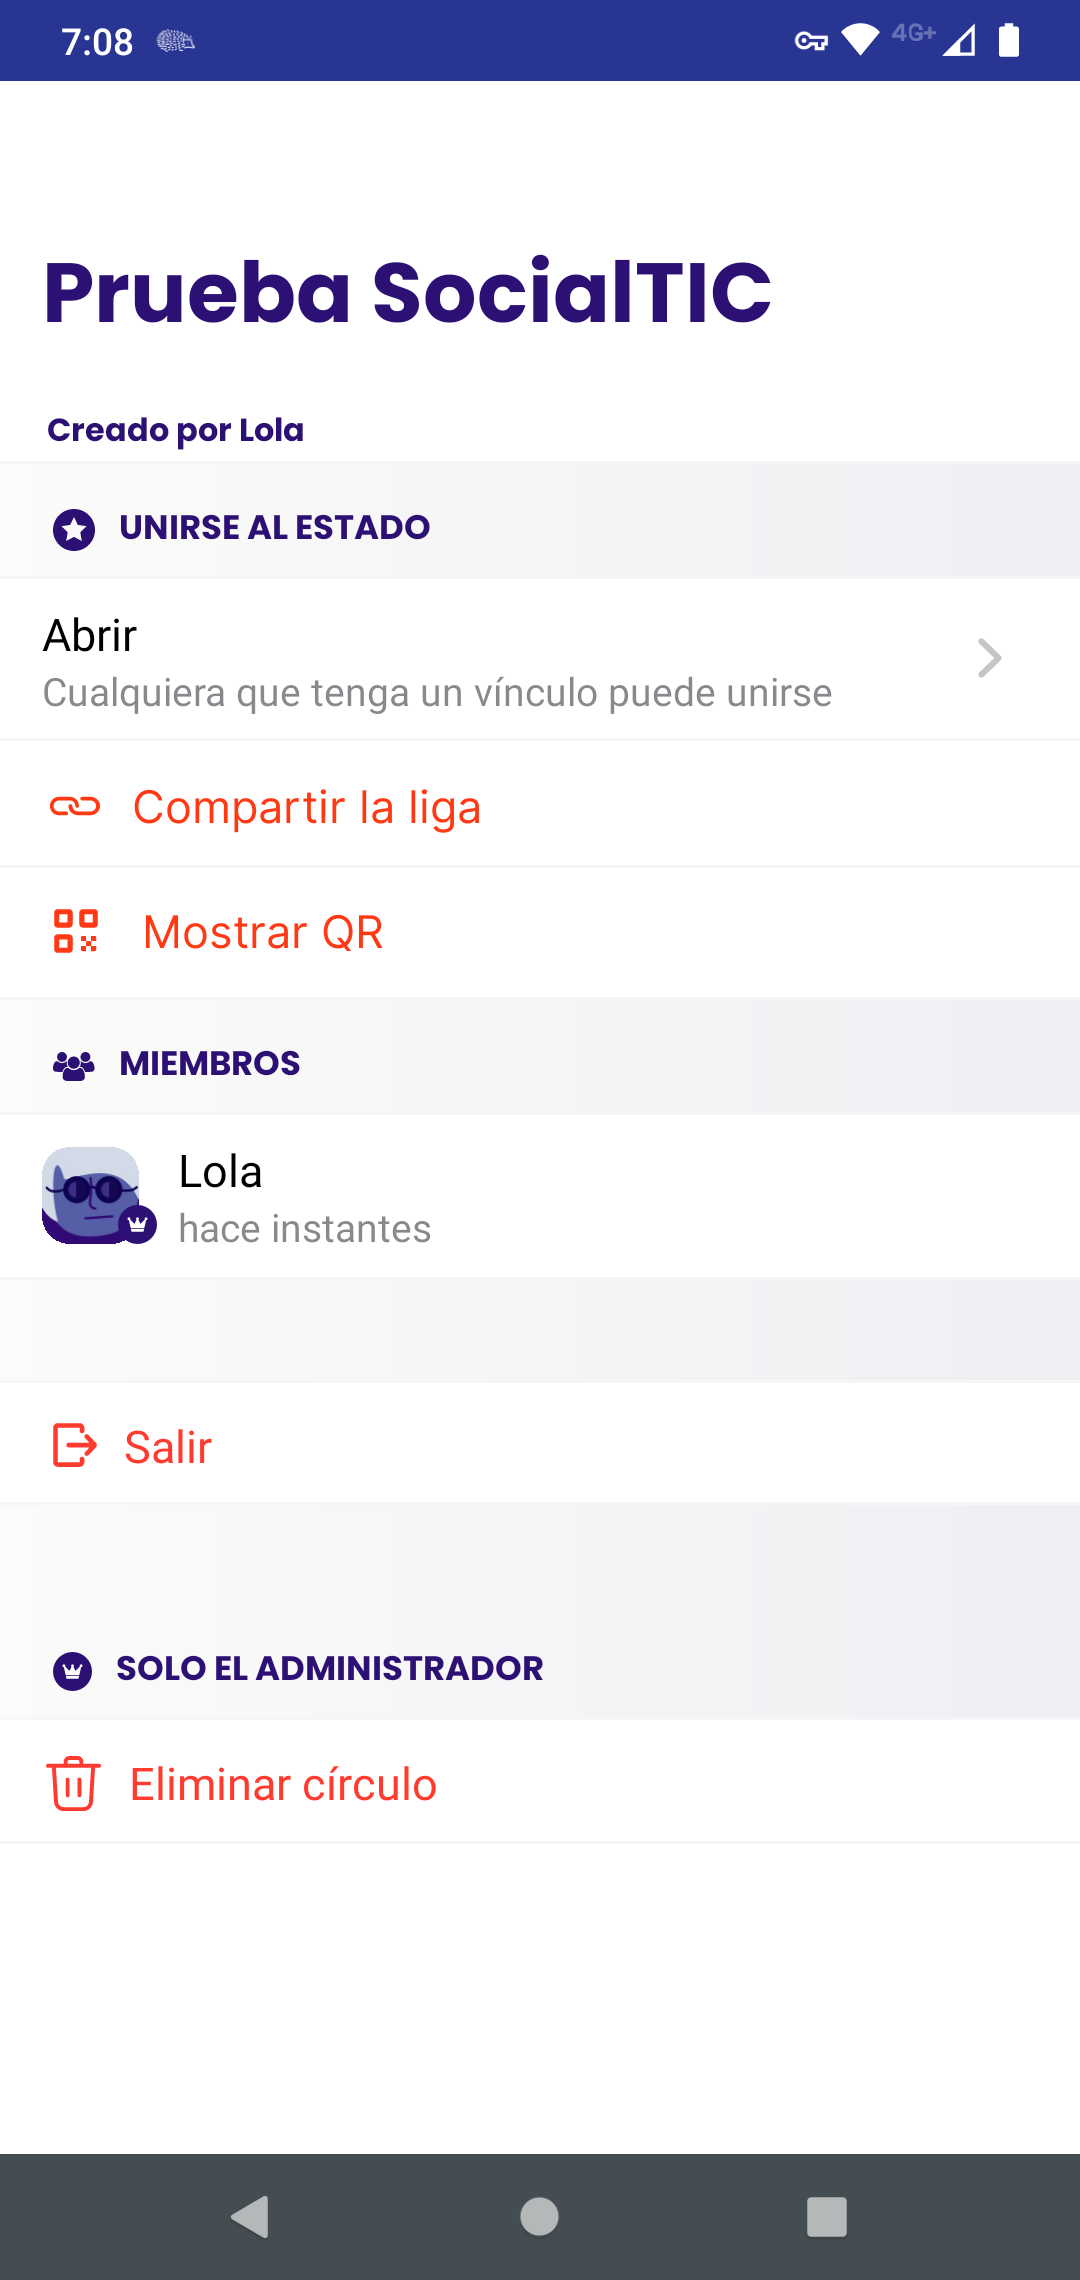 7:08
4G+
Prueba SocialTIC
Creado por Lola
UNIRSE AL ESTADO
Abrir
Cualquiera que tenga un vínculo puede unirse
Compartir la liga
Mostrar QR
MIEMBROS
Lola
hace instantes
Salir
SOLO EL ADMINISTRADOR
Eliminar círculo